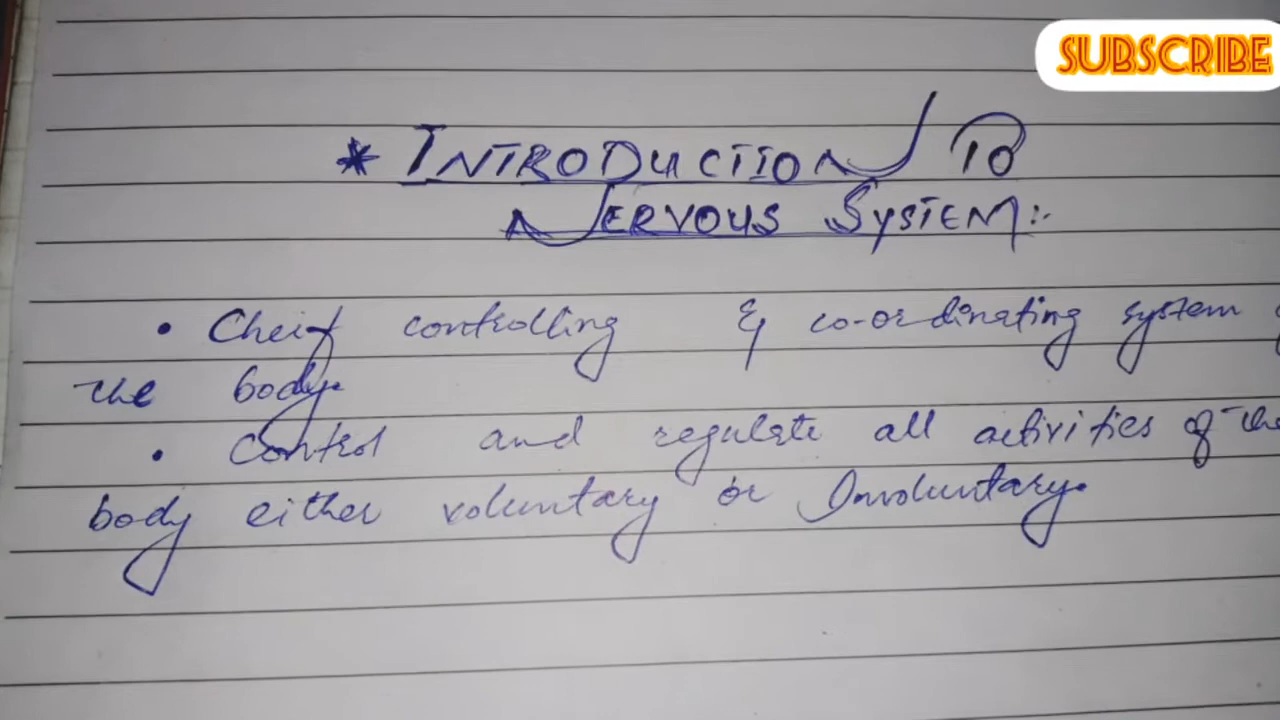 SUBSCRIBE
* INTRODUCTION TO
NERVOUS SYSTEM:-
• Cheif controlling & co-ordinating system
the body.
• Control and regulate all activities of the
body either voluntary or Involuntary.